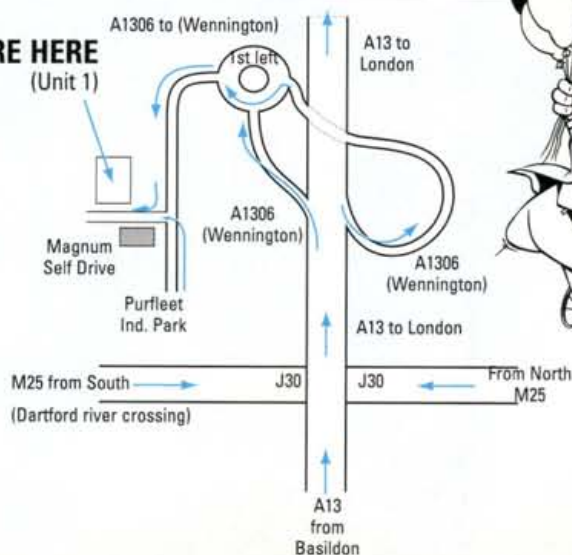 A1306 to (Wennington)
RE HERE
(Unit 1)
1st left
A13 to
London
A1306
(Wennington)
A1306
(Wennington)
Magnum
Self Drive
Purfleet
Ind. Park
A13 to London
M25 from South
J30
J30
From North
M25
(Dartford river crossing)
A13
from
Basildon